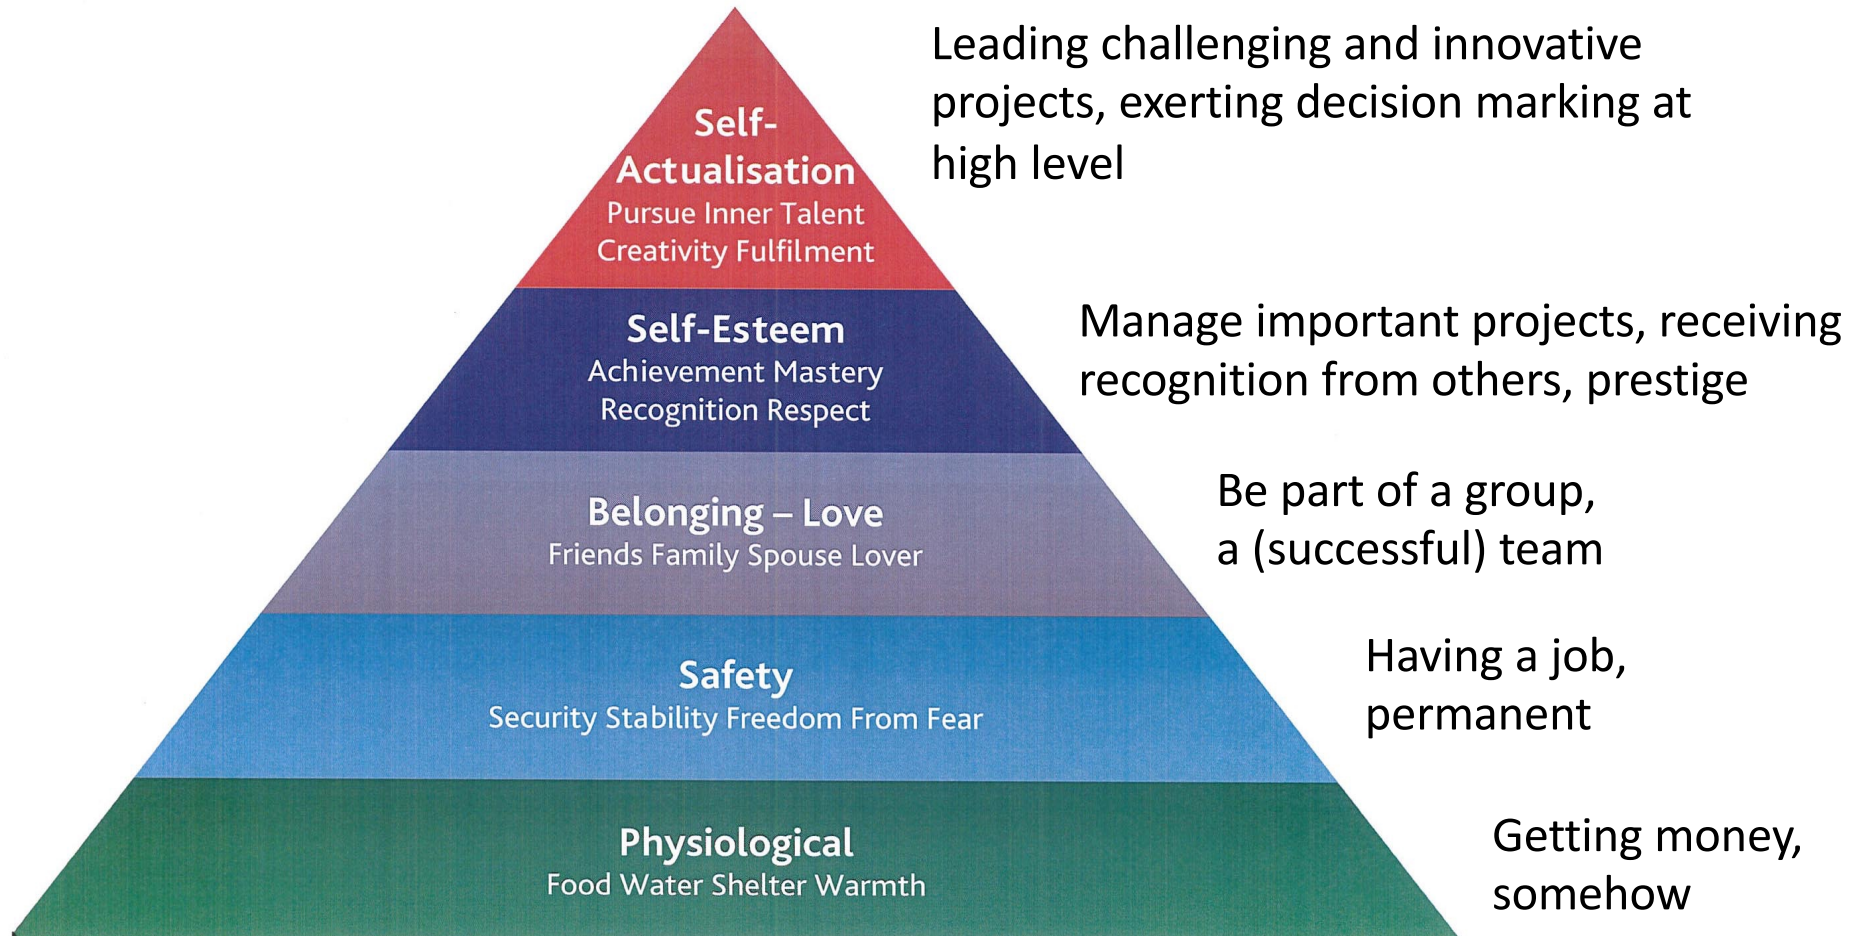 Self-
Actualisation
Pursue Inner Talent
Creativity Fulfilment
Leading challenging and innovative
projects, exerting decision marking at
high level
Self-Esteem
Achievement Mastery
Recognition Respect
Manage important projects, receiving
recognition from others, prestige
Belonging – Love
Friends Family Spouse Lover
Be part of a group,
a (successful) team
Safety
Security Stability Freedom From Fear
Having a job,
permanent
Physiological
Food Water Shelter Warmth
Getting money,
somehow